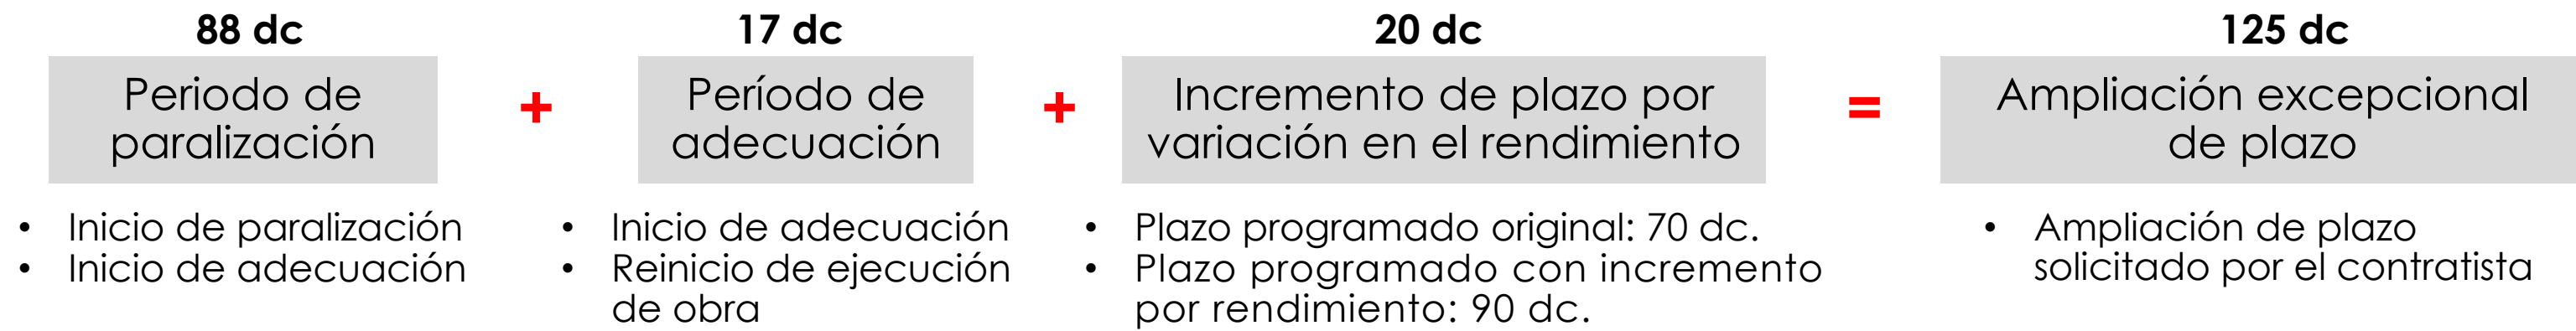 88 dc
Periodo de
paralización
• Inicio de paralización
• Inicio de adecuación
+
17 dc
Período de
adecuación
• Inicio de adecuación
• Reinicio de ejecución
de obra
+
20 dc
Incremento de plazo por
variación en el rendimiento
• Plazo programado original: 70 dc.
• Plazo programado con incremento
por rendimiento: 90 dc.
=
125 dc
Ampliación excepcional
de plazo
• Ampliación de plazo
solicitado por el contratista